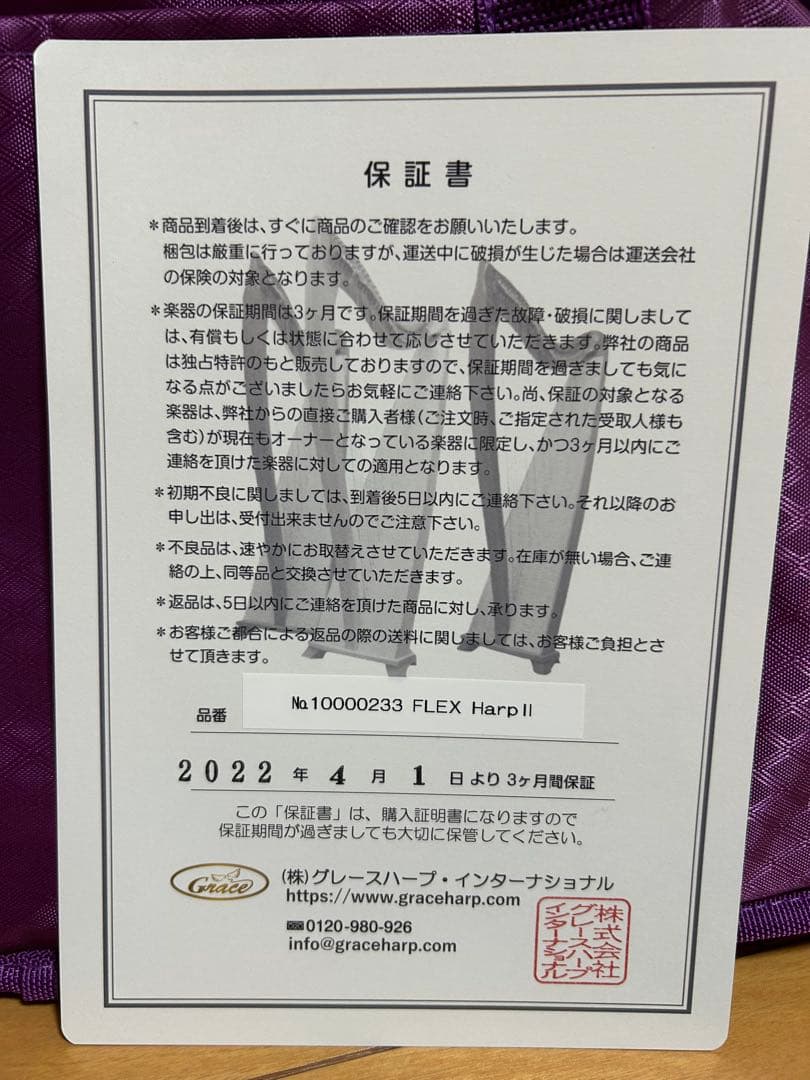 保証書
＊商品到着後は、すぐに商品のご確認をお願いいたします。
梱包は厳重に行っておりますが、運送中に破損が生じた場合は運送会社
の保険の対象となります。
＊楽器の保証期間は3ヶ月です。保証期間を過ぎた故障・破損に関しまして
は、有償もしくは状態に合わせて応じさせていただきます。弊社の商品
は独占特許のもと販売しておりますので、保証期間を過ぎましても気に
なる点がございましたらお気軽にご連絡下さい。尚、保証の対象となる
楽器は、弊社からの直接ご購入者様(ご注文時、ご指定された受取人様も
含む)が現在もオーナーとなっている楽器に限定し、かつ3ヶ月以内にご
連絡を頂けた楽器に対しての適用となります。
＊初期不良に関しましては、到着後5日以内にご連絡下さい。それ以降のお
申し出は、受付出来ませんのでご注意下さい。
＊不良品は、速やかにお取替えさせていただきます。在庫が無い場合、ご連
絡の上、同等品と交換させていただきます。
＊返品は、5日以内にご連絡を頂けた商品に対し、承ります。
＊お客様ご都合による返品の際の送料に関しましては、お客様ご負担とさ
せて頂きます。
品番 №10000233 FLEX HarpⅡ
2022 年 4 月 1 日 より 3ヶ月間保証
この「保証書」は、購入証明書になりますので
保証期間が過ぎましても大切に保管してください。
Grace (株)グレースハープ・インターナショナル
https://www.graceharp.com
0120-980-926
info@graceharp.com
株式会社
グレースハープ
インターナショナル